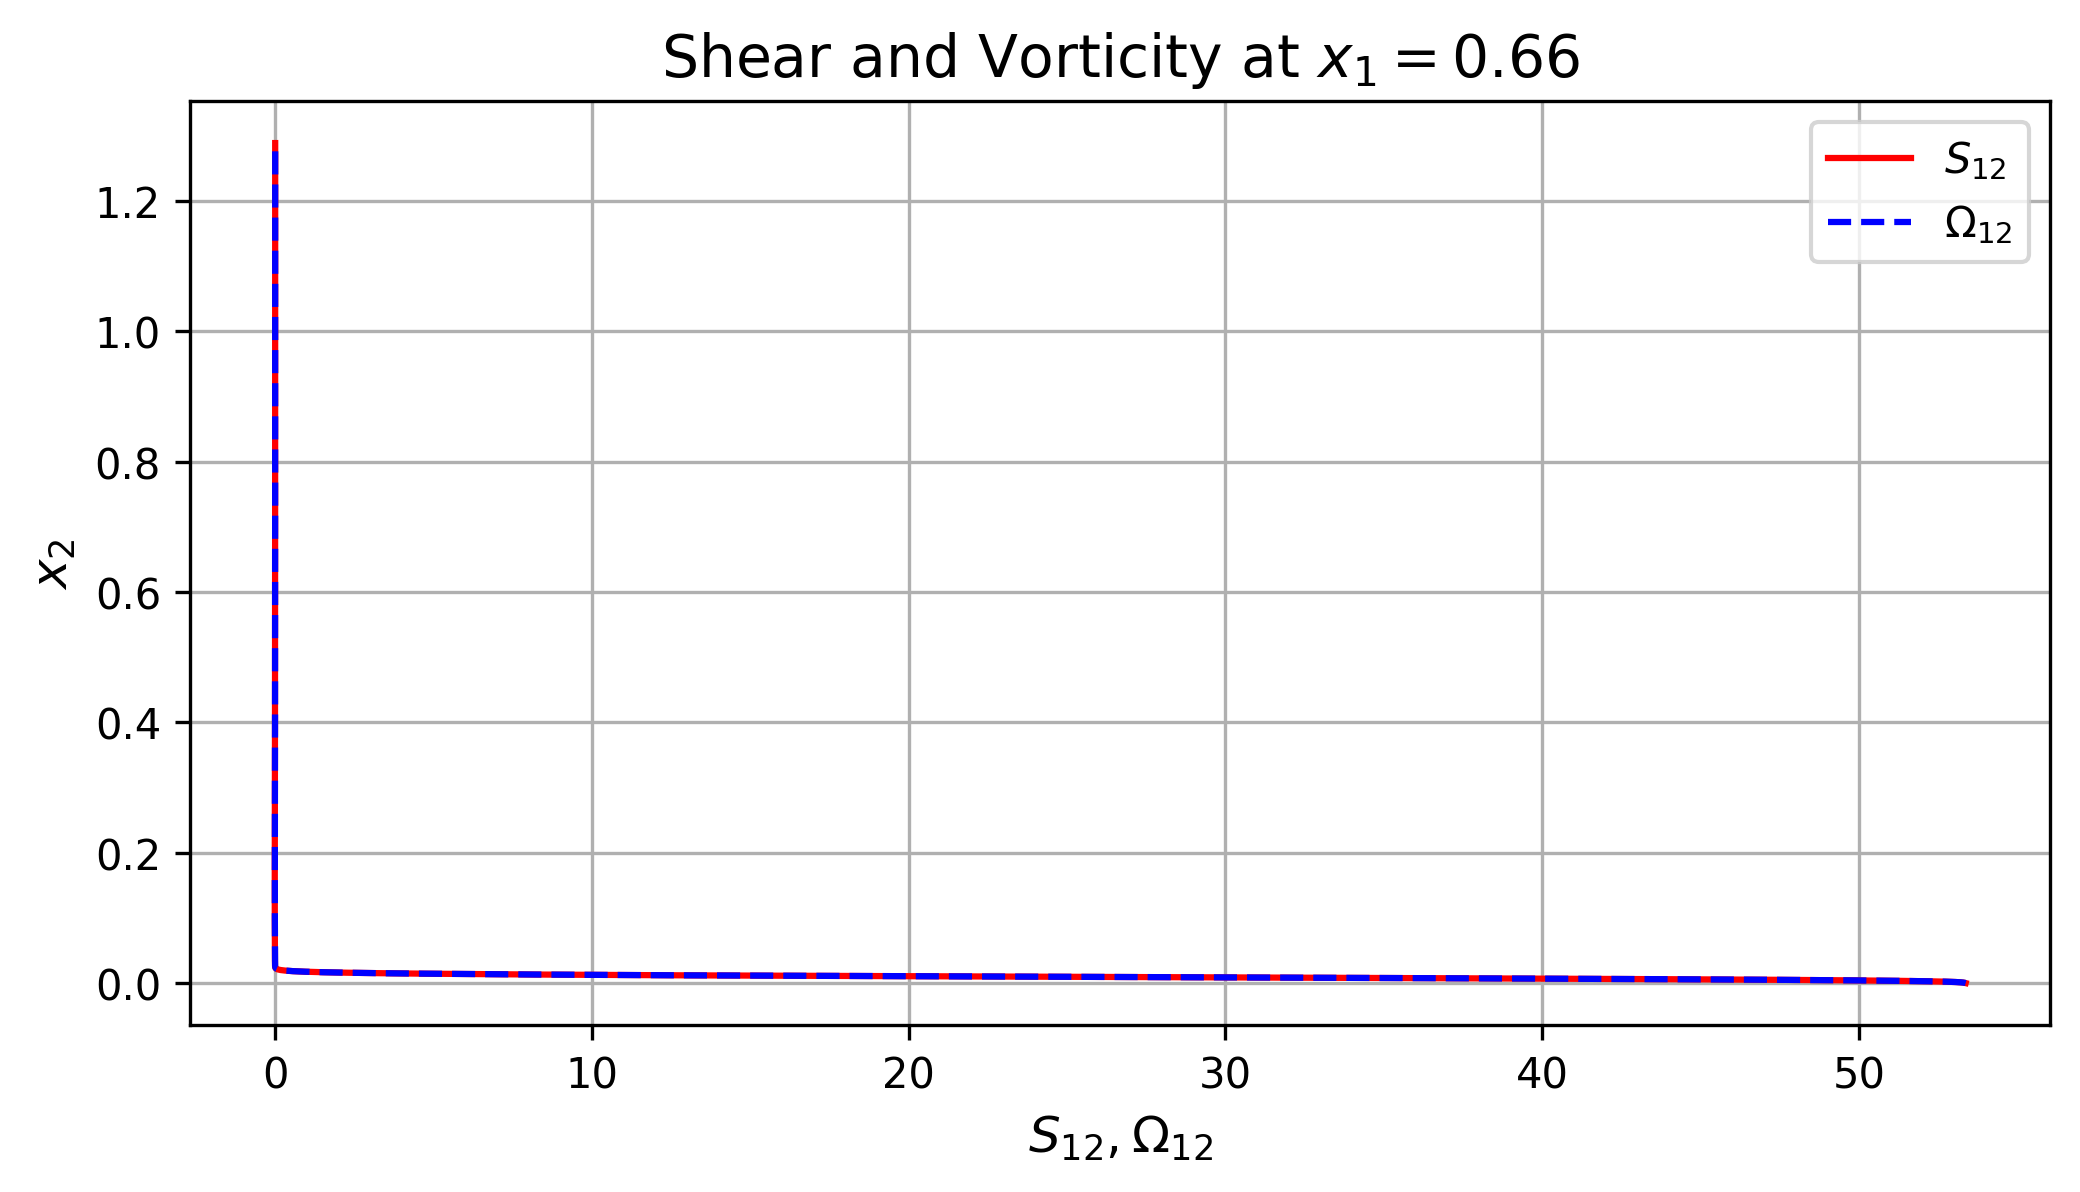 Shear and Vorticity at x₁ = 0.66
S₁₂
Ω₁₂
1.2
1.0
0.8
0.6
0.4
0.2
0.0
x₂
0 10 20 30 40 50
S₁₂, Ω₁₂